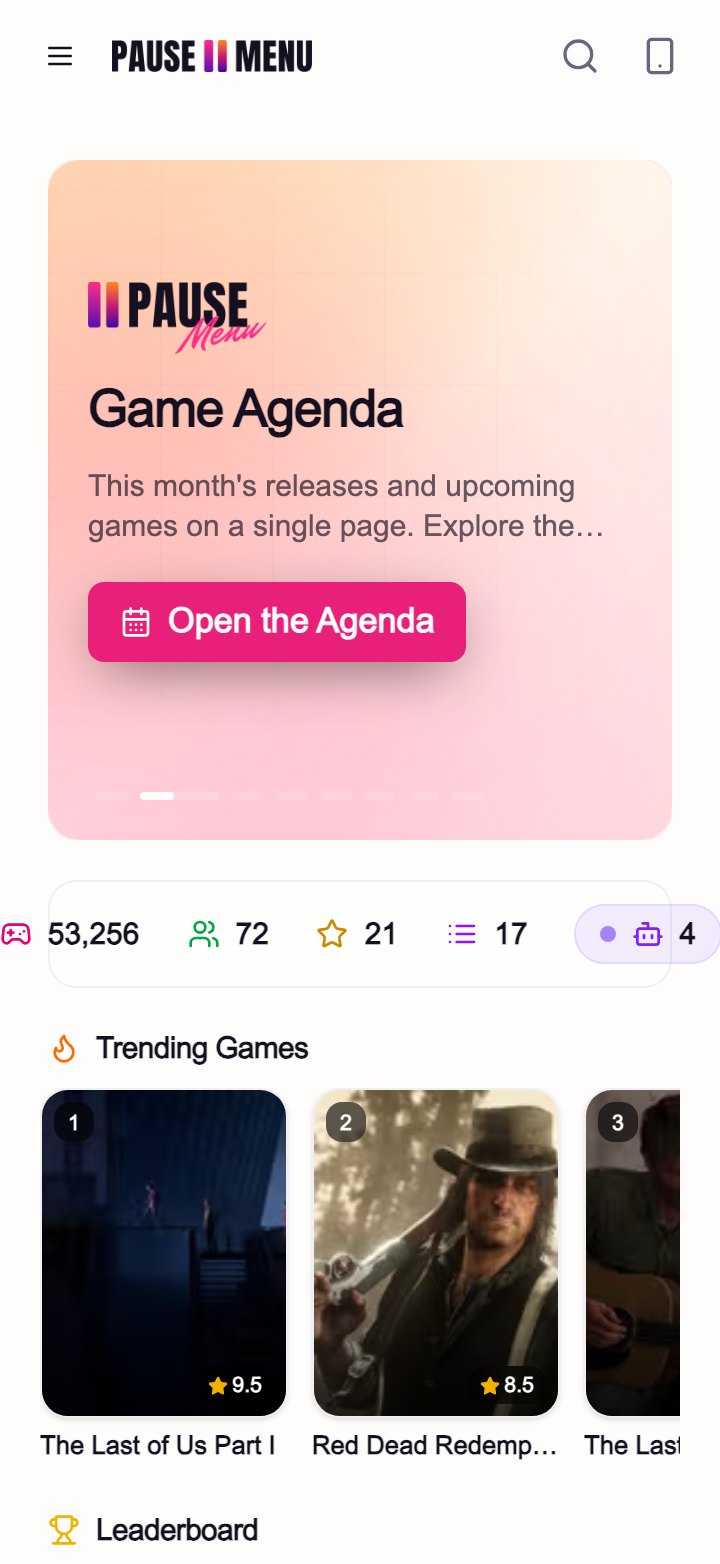 PAUSE MENU
PAUSE
Menu
Game Agenda
This month's releases and upcoming
games on a single page. Explore the…
Open the Agenda
53,256
72
21
17
4
Trending Games
1
2
3
9.5
8.5
The Last of Us Part I
Red Dead Redemp…
The Last
Leaderboard